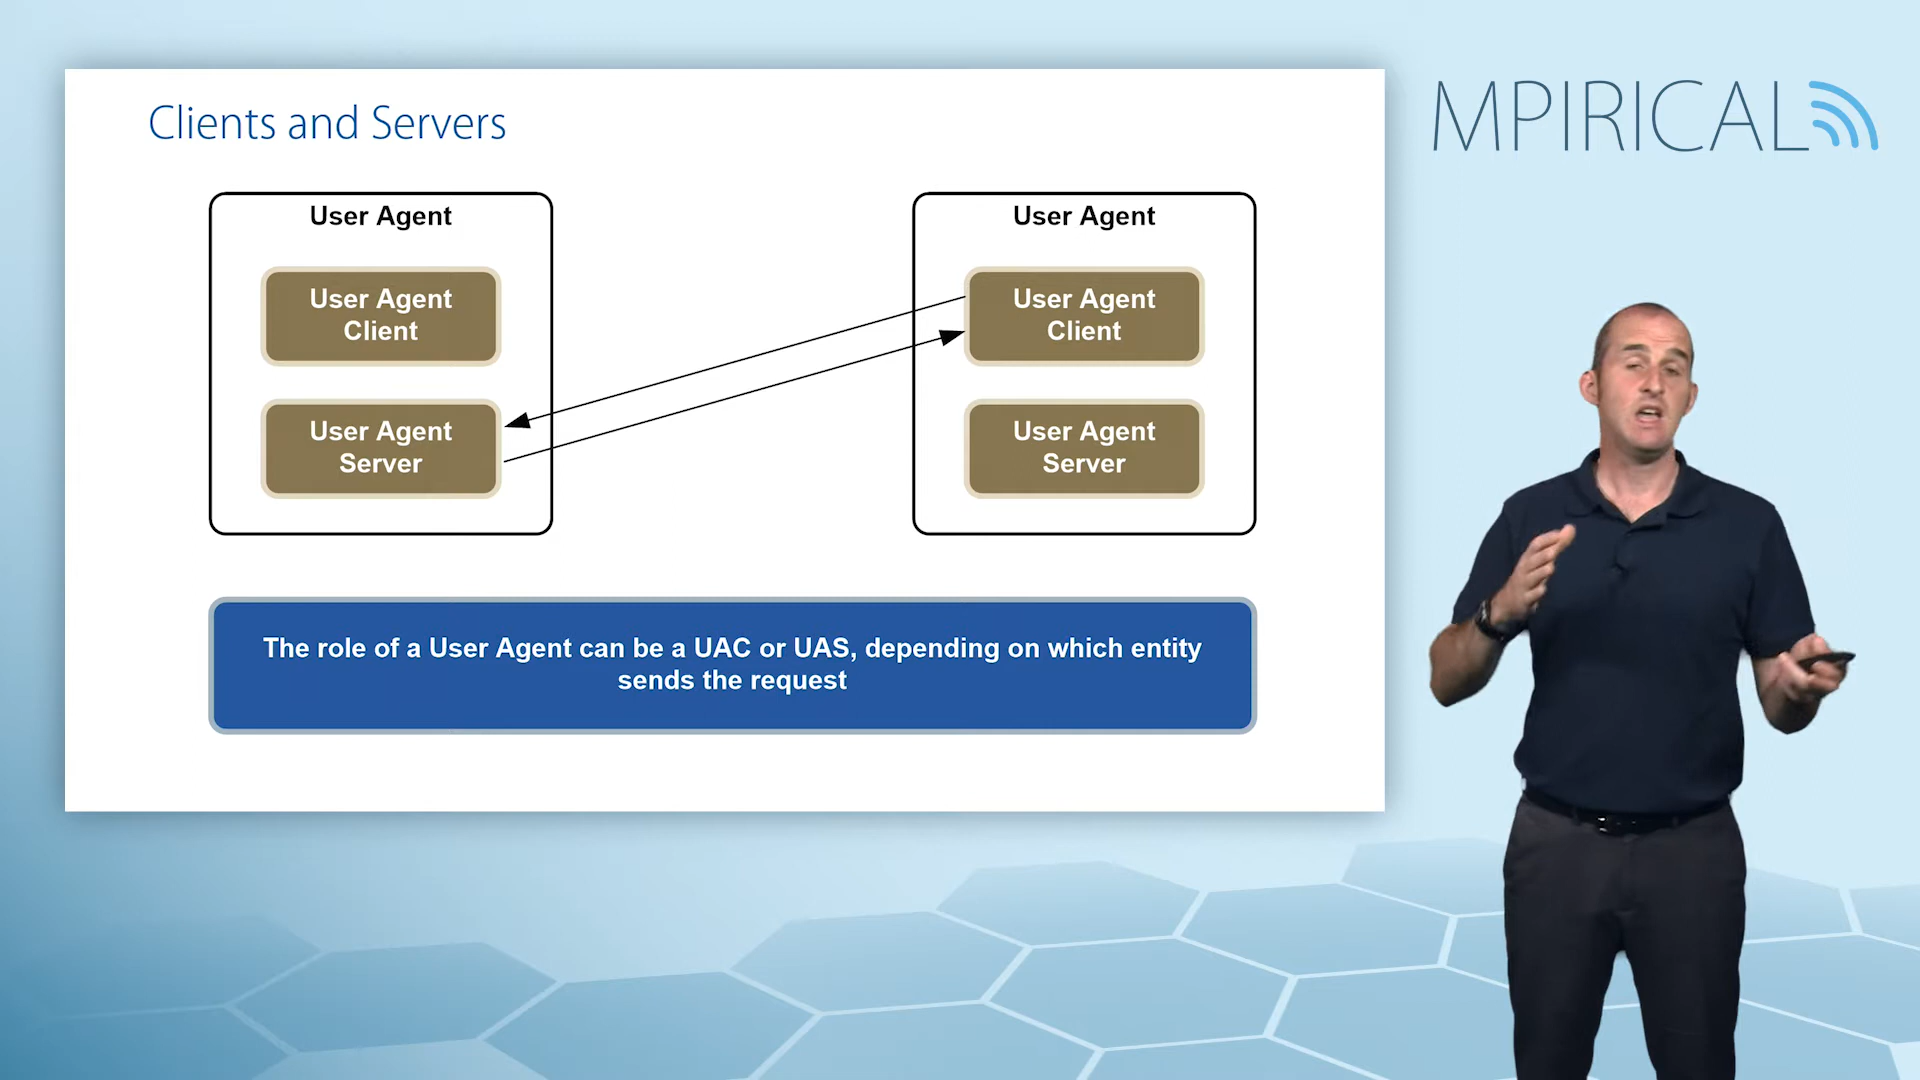 Clients and Servers
MPIRICAL
User Agent
User Agent
Client
User Agent
Server
User Agent
User Agent
Client
User Agent
Server
The role of a User Agent can be a UAC or UAS, depending on which entity
sends the request